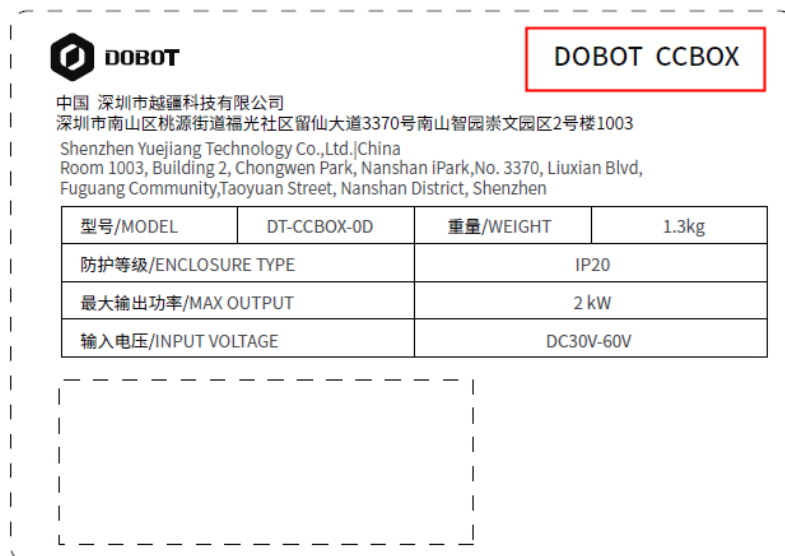 DOBOT
DOBOT CCBOX
中国 深圳市越疆科技有限公司
深圳市南山区桃源街道福光社区留仙大道3370号南山智园崇文园区2号楼1003
Shenzhen Yuejiang Technology Co.,Ltd.|China
Room 1003, Building 2, Chongwen Park, Nanshan iPark,No. 3370, Liuxian Blvd,
Fuguang Community,Taoyuan Street, Nanshan District, Shenzhen
型号/MODEL DT-CCBOX-0D 重量/WEIGHT 1.3kg
防护等级/ENCLOSURE TYPE IP20
最大输出功率/MAX OUTPUT 2 kW
输入电压/INPUT VOLTAGE DC30V-60V